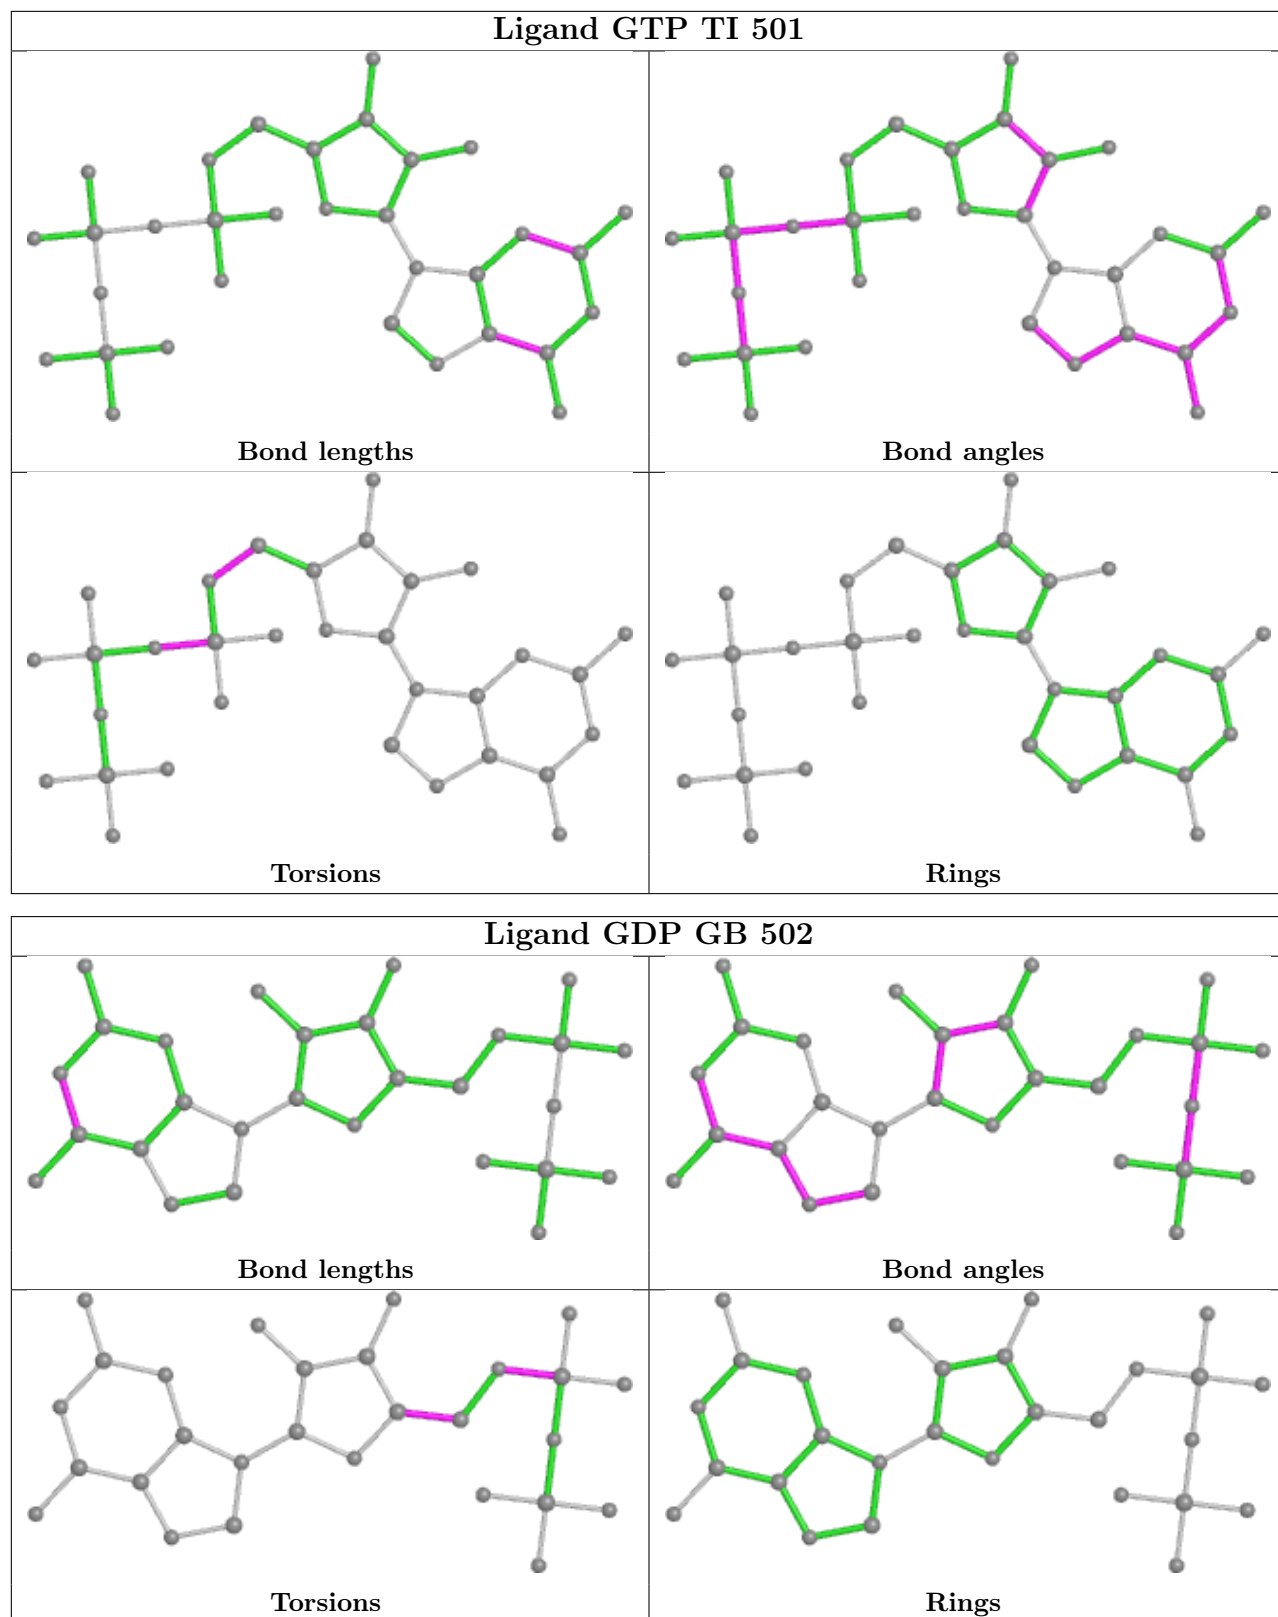 Ligand GTP TI 501
Bond lengths
Bond angles
Torsions
Rings
Ligand GDP GB 502
Bond lengths
Bond angles
Torsions
Rings